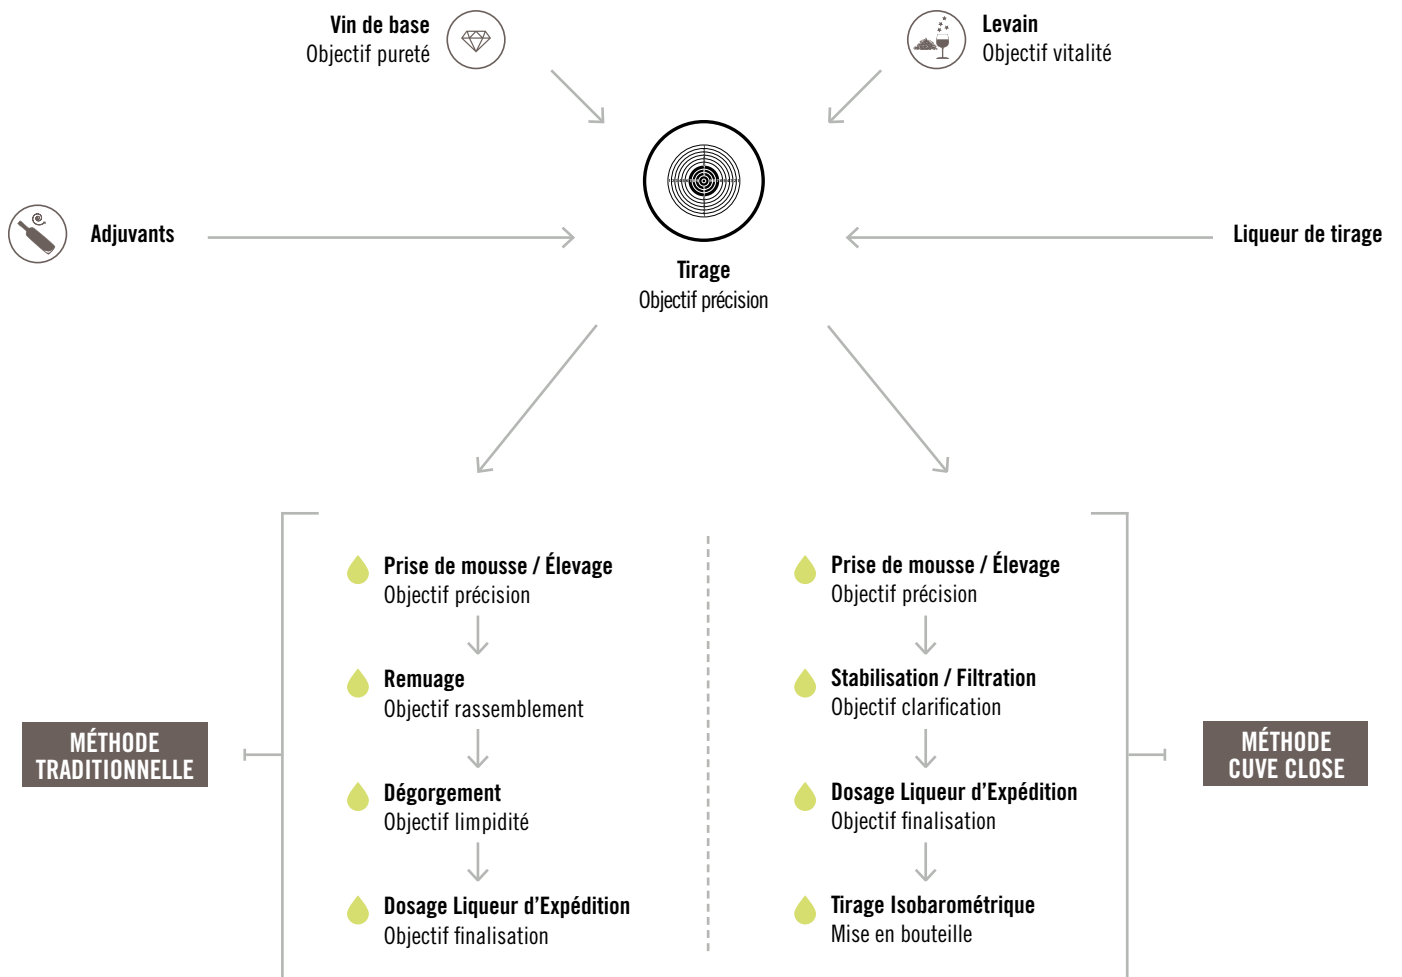 Vin de base
Objectif pureté
Levain
Objectif vitalité
Adjuvants
Liqueur de tirage
Tirage
Objectif précision
MÉTHODE
TRADITIONNELLE
Prise de mousse / Élevage
Objectif précision
Remuage
Objectif rassemblement
Dégorgement
Objectif limpidité
Dosage Liqueur d’Expédition
Objectif finalisation
Prise de mousse / Élevage
Objectif précision
Stabilisation / Filtration
Objectif clarification
Dosage Liqueur d’Expédition
Objectif finalisation
Tirage Isobarométrique
Mise en bouteille
MÉTHODE
CUVE CLOSE